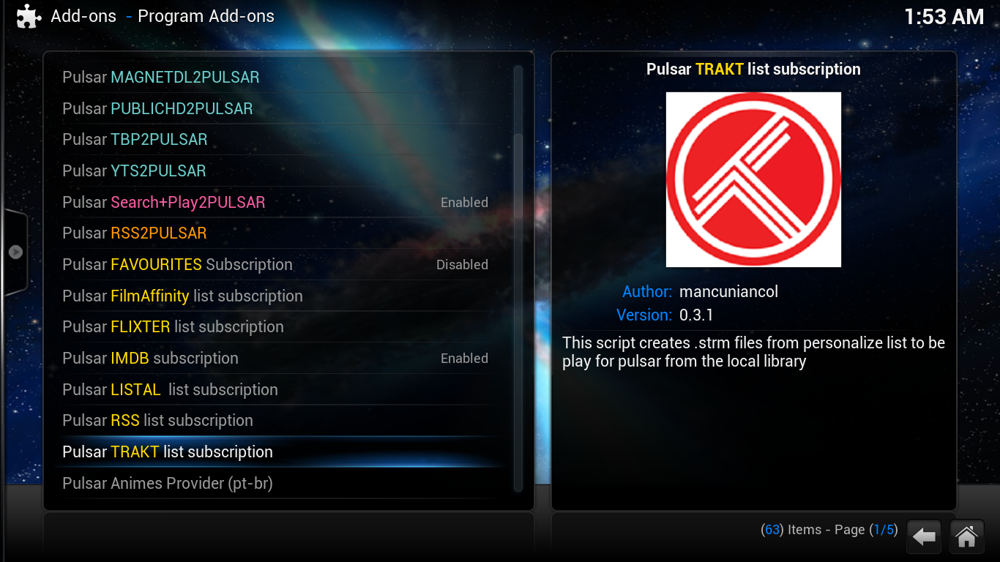 Add-ons - Program Add-ons
1:53 AM
Pulsar MAGNETDL2PULSAR
Pulsar PUBLICHD2PULSAR
Pulsar TBP2PULSAR
Pulsar YTS2PULSAR
Pulsar Search+Play2PULSAR Enabled
Pulsar RSS2PULSAR
Pulsar FAVOURITES Subscription Disabled
Pulsar FilmAffinity list subscription
Pulsar FLIXTER list subscription
Pulsar IMDB subscription Enabled
Pulsar LISTAL  list subscription
Pulsar RSS list subscription
Pulsar TRAKT list subscription
Pulsar Animes Provider (pt-br)
Pulsar TRAKT list subscription
Author: mancuniancol
Version: 0.3.1
This script creates .strm files from personalize list to be
play for pulsar from the local library
(63) Items - Page (1/5)